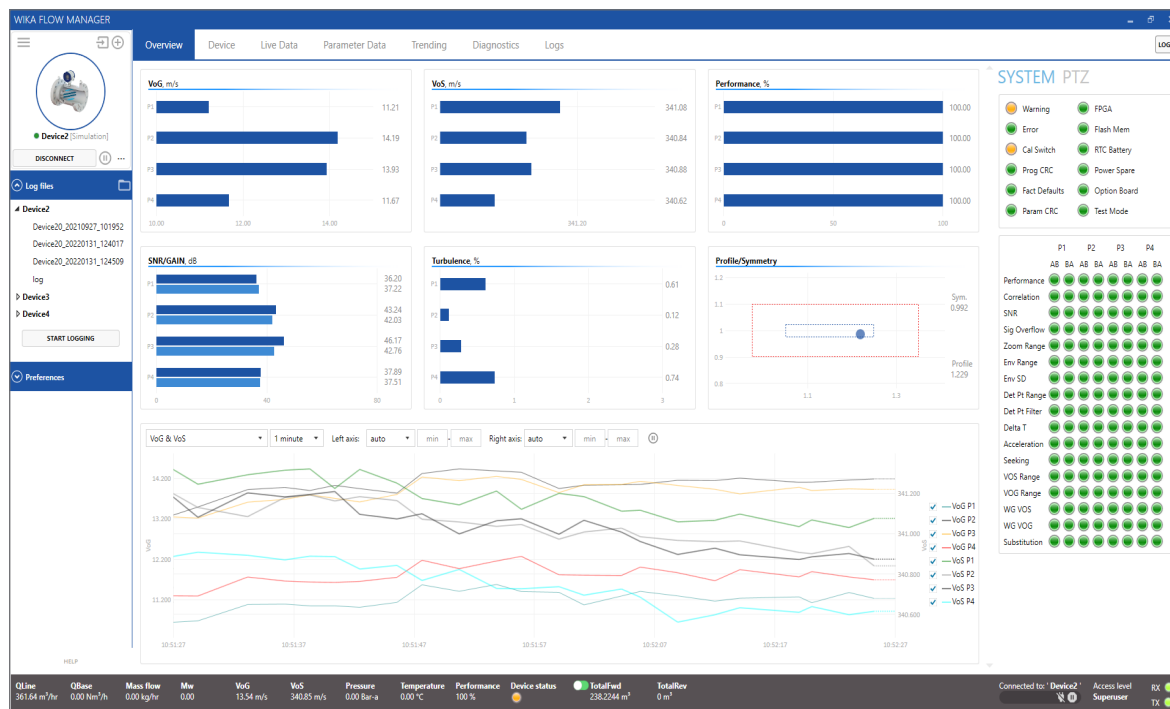 WIKA FLOW MANAGER
Overview Device Live Data Parameter Data Trending Diagnostics Logs
Device2 [Simulation]
DISCONNECT
Log files
Device2
Device20_20210927_101952
Device20_20220131_124017
Device20_20220131_124509
log
Device3
Device4
START LOGGING
Preferences
HELP
VoG, m/s
P1 11.21
P2 14.19
P3 13.93
P4 11.67
10.00 12.00 14.00
VoS, m/s
341.08
P2 340.84
P3 340.88
P4 340.62
341.20
Performance, %
P1 100.00
P2 100.00
P3 100.00
P4 100.00
0 50 100
SNR/GAIN, dB
P1 36.20
37.22
P2 43.24
42.03
P3 46.17
42.76
P4 37.89
37.51
0 40 80
Turbulence, %
P1 0.61
P2 0.12
P3 0.28
P4 0.74
0 1 2 3
Profile/Symmetry
1.2
1.1
1
0.9
0.8
1.1 1.3
Sym.
0.992
Profile
1.229
VoG & VoS 1 minute Left axis: auto min - max Right axis: auto min - max
14.200
13.200
12.200
11.200
VoG
341.200
341.000
340.800
340.600
10:51:27 10:51:37 10:51:47 10:51:57 10:52:07 10:52:17 10:52:27
VoG P1
VoG P2
VoG P3
VoG P4
VoS P1
VoS P2
VoS P3
VoS P4
SYSTEM PTZ
Warning FPGA
Error Flash Mem
Cal Switch RTC Battery
Prog CRC Power Spare
Fact Defaults Option Board
Param CRC Test Mode
P1 P2 P3 P4
AB BA AB BA AB BA AB BA
Performance
Correlation
SNR
Sig Overflow
Zoom Range
Env Range
Env SD
Det Pt Range
Det Pt Filter
Delta T
Acceleration
Seeking
VOS Range
VOG Range
WG VOS
WG VOG
Substitution
QLine QBase Mass flow Mw VoG VoS Pressure Temperature Performance Device status TotalFwd TotalRev
361.64 m³/hr 0.00 Nm³/h 0.00 kg/hr 0.00 13.54 m/s 340.85 m/s 0.00 Bar-a 0.00 °C 100 % 238.2244 m³ 0 m³
Connected to: ' Device2 ' Access level RX
Superuser TX